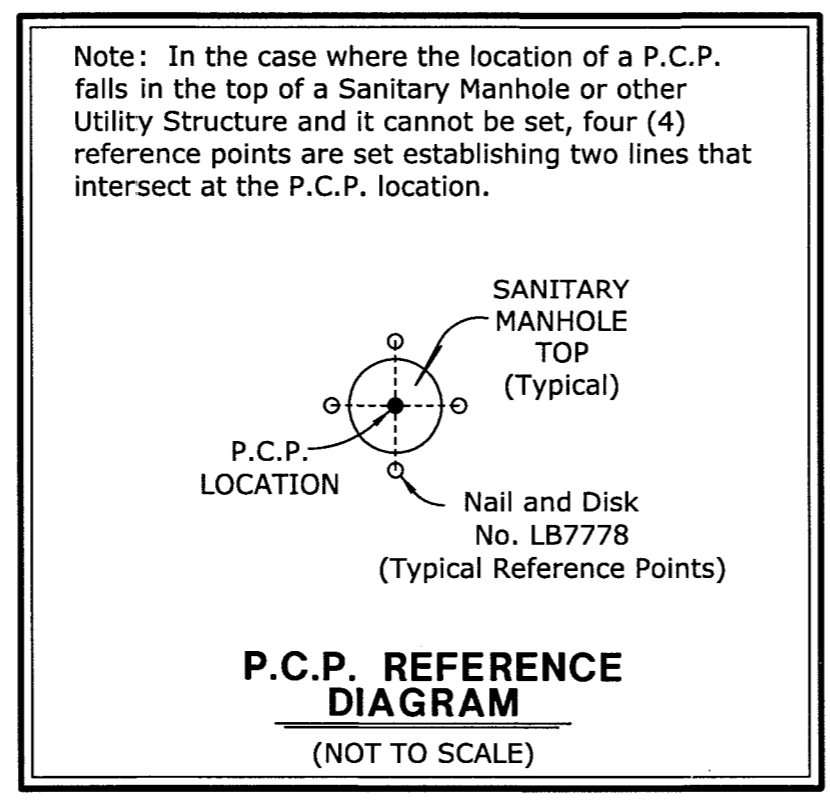 Note: In the case where the location of a P.C.P.
falls in the top of a Sanitary Manhole or other
Utility Structure and it cannot be set, four (4)
reference points are set establishing two lines that
intersect at the P.C.P. location.
SANITARY
MANHOLE
TOP
(Typical)
P.C.P.
LOCATION
Nail and Disk
No. LB7778
(Typical Reference Points)
P.C.P. REFERENCE
DIAGRAM
(NOT TO SCALE)